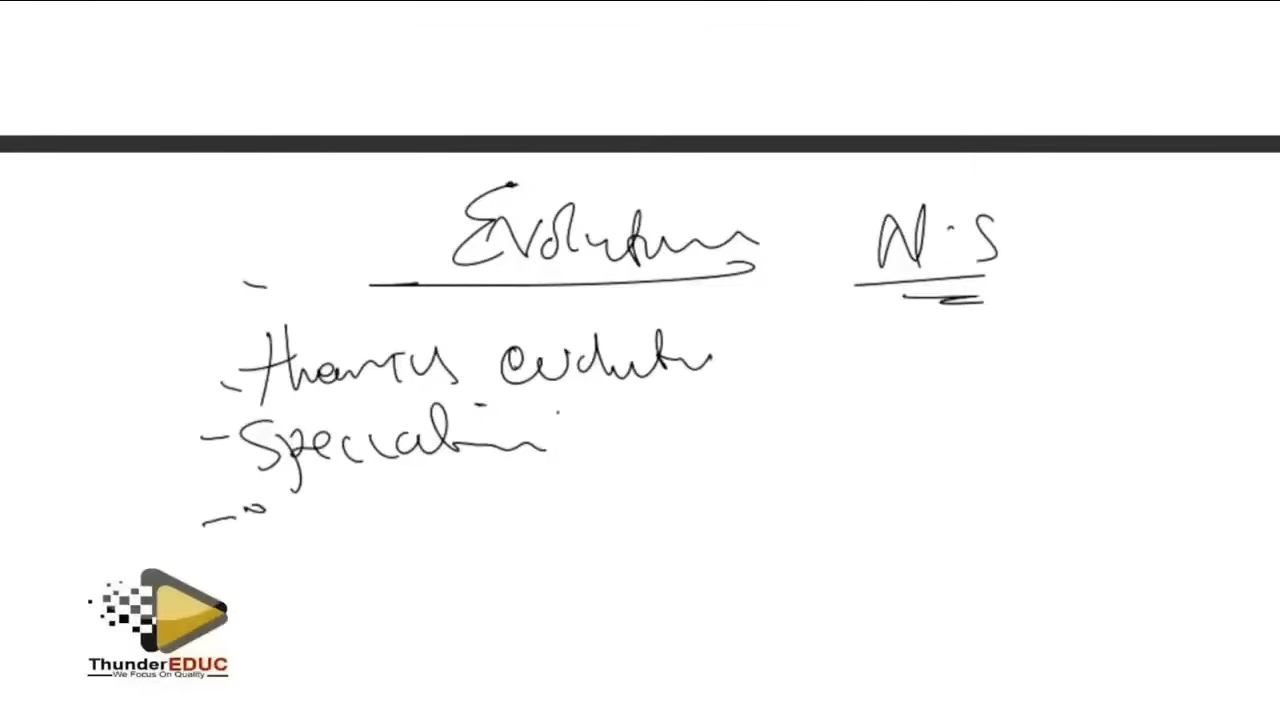 Evolution N.S
- theories evolution
- Speciation
-
ThunderEDUC
We Focus On Quality